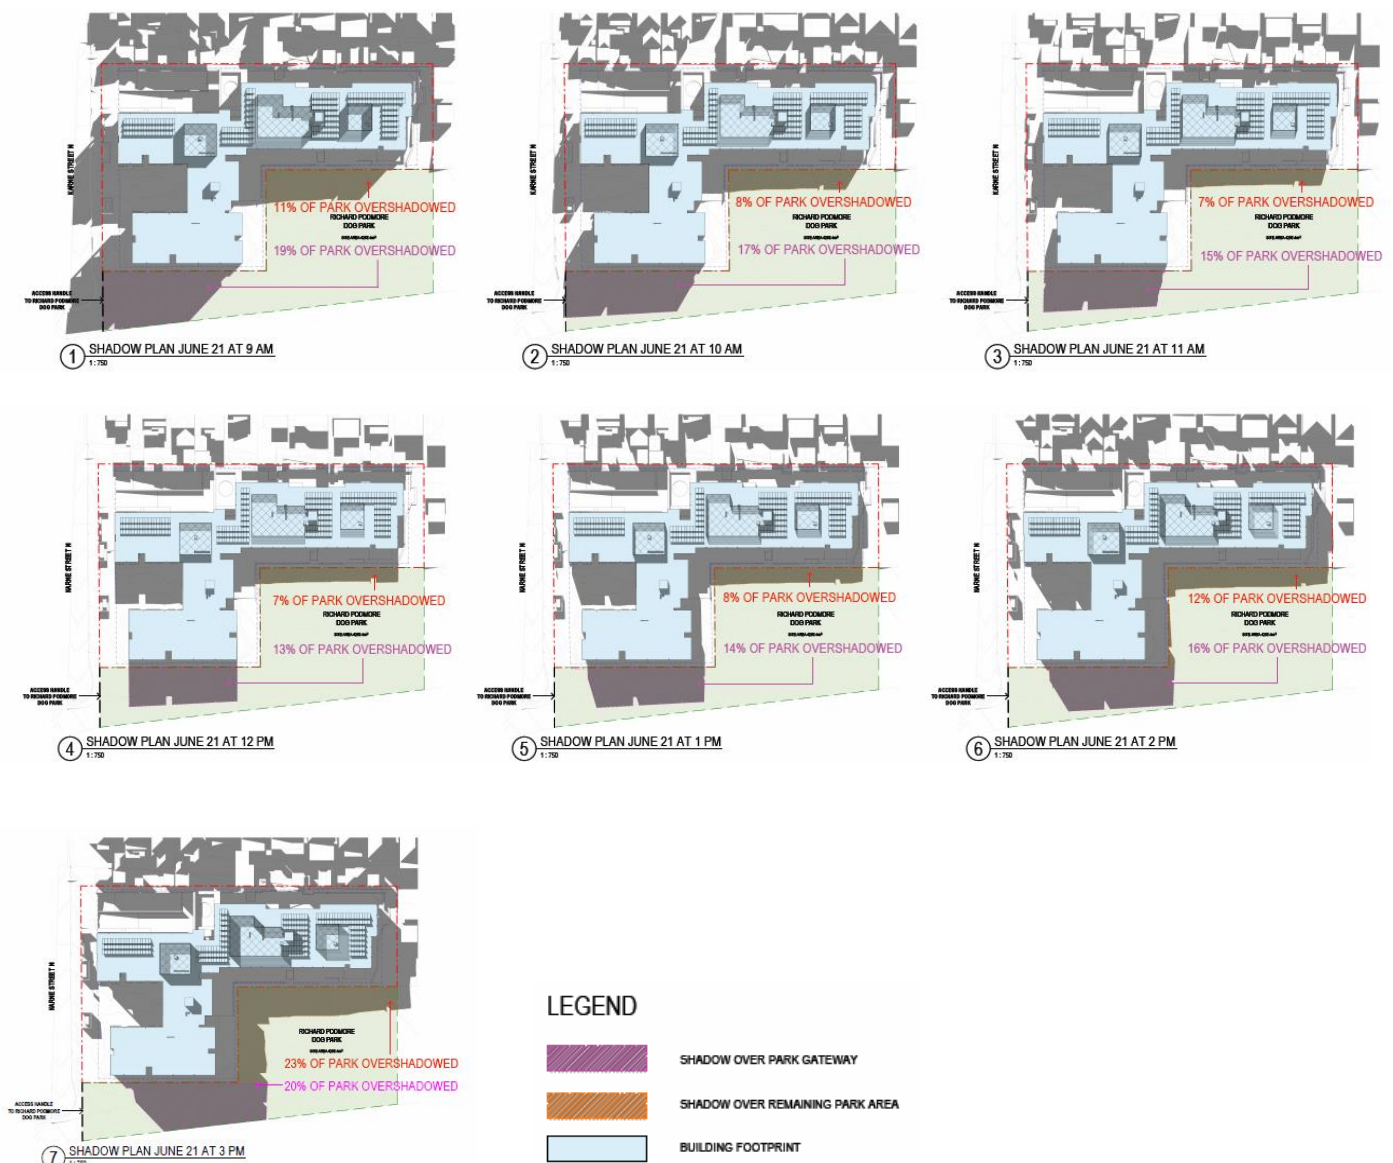 KARNE STREET N
11% OF PARK OVERSHADOWED
RICHARD PODMORE
DOG PARK
19% OF PARK OVERSHADOWED
ACCESS HANDLE
TO RICHARD PODMORE
DOG PARK
1 SHADOW PLAN JUNE 21 AT 9 AM
1 : 750
KARNE STREET N
8% OF PARK OVERSHADOWED
RICHARD PODMORE
DOG PARK
17% OF PARK OVERSHADOWED
ACCESS HANDLE
TO RICHARD PODMORE
DOG PARK
2 SHADOW PLAN JUNE 21 AT 10 AM
1 : 750
KARNE STREET N
7% OF PARK OVERSHADOWED
RICHARD PODMORE
DOG PARK
15% OF PARK OVERSHADOWED
ACCESS HANDLE
TO RICHARD PODMORE
DOG PARK
3 SHADOW PLAN JUNE 21 AT 11 AM
1 : 750
KARNE STREET N
7% OF PARK OVERSHADOWED
RICHARD PODMORE
DOG PARK
13% OF PARK OVERSHADOWED
ACCESS HANDLE
TO RICHARD PODMORE
DOG PARK
4 SHADOW PLAN JUNE 21 AT 12 PM
1 : 750
KARNE STREET N
8% OF PARK OVERSHADOWED
RICHARD PODMORE
DOG PARK
14% OF PARK OVERSHADOWED
ACCESS HANDLE
TO RICHARD PODMORE
DOG PARK
5 SHADOW PLAN JUNE 21 AT 1 PM
1 : 750
KARNE STREET N
12% OF PARK OVERSHADOWED
RICHARD PODMORE
DOG PARK
16% OF PARK OVERSHADOWED
ACCESS HANDLE
TO RICHARD PODMORE
DOG PARK
6 SHADOW PLAN JUNE 21 AT 2 PM
1 : 750
KARNE STREET N
RICHARD PODMORE
DOG PARK
23% OF PARK OVERSHADOWED
20% OF PARK OVERSHADOWED
ACCESS HANDLE
TO RICHARD PODMORE
DOG PARK
7 SHADOW PLAN JUNE 21 AT 3 PM
LEGEND
SHADOW OVER PARK GATEWAY
SHADOW OVER REMAINING PARK AREA
BUILDING FOOTPRINT